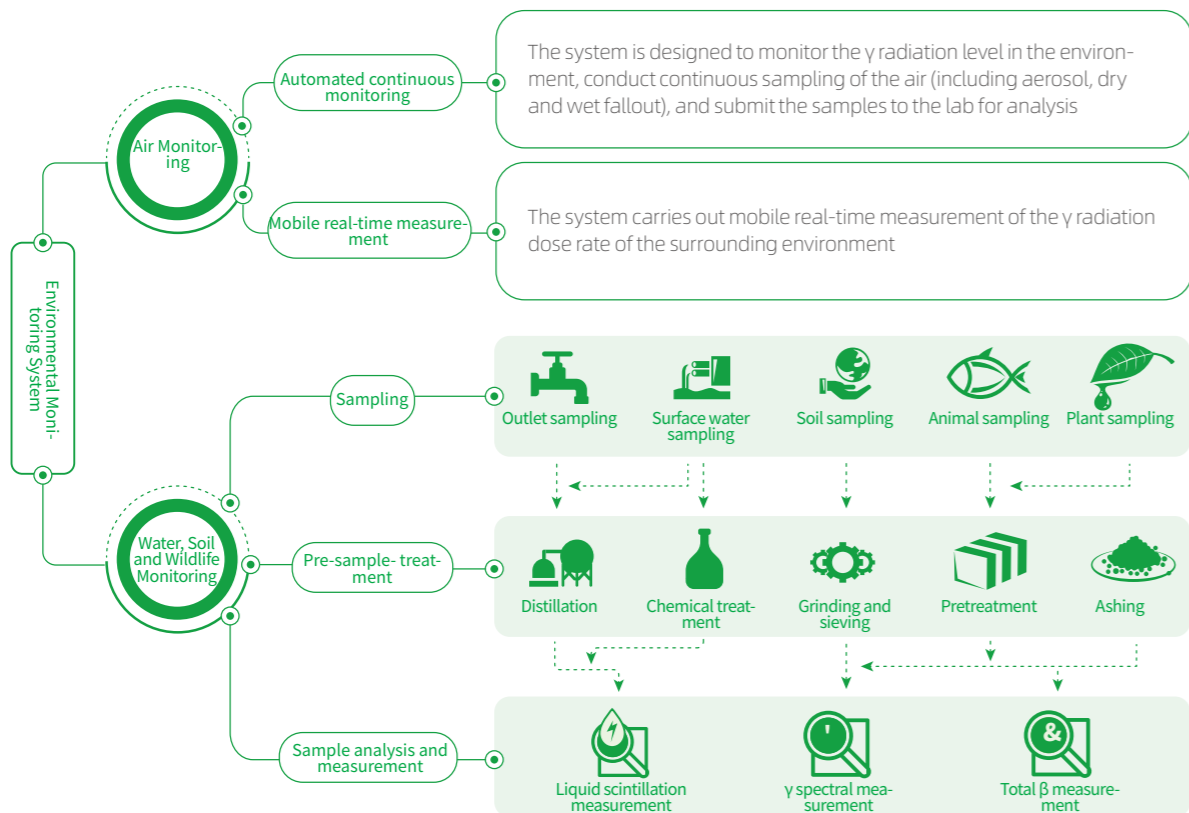 The system is designed to monitor the γ radiation level in the environ-
ment, conduct continuous sampling of the air (including aerosol, dry
and wet fallout), and submit the samples to the lab for analysis
Automated continuous
monitoring
Air Monitor-
ing
Mobile real-time measure-
ment
The system carries out mobile real-time measurement of the γ radiation
dose rate of the surrounding environment
Environmental Moni-
toring System
Sampling
Outlet sampling
Surface water
sampling
Soil sampling
Animal sampling
Plant sampling
Water, Soil
and Wildlife
Monitoring
Pre-sample- treat-
ment
Distillation
Chemical treat-
ment
Grinding and
sieving
Pretreatment
Ashing
Sample analysis and
measurement
'
&
Liquid scintillation
measurement
γ spectral mea-
surement
Total β measure-
ment